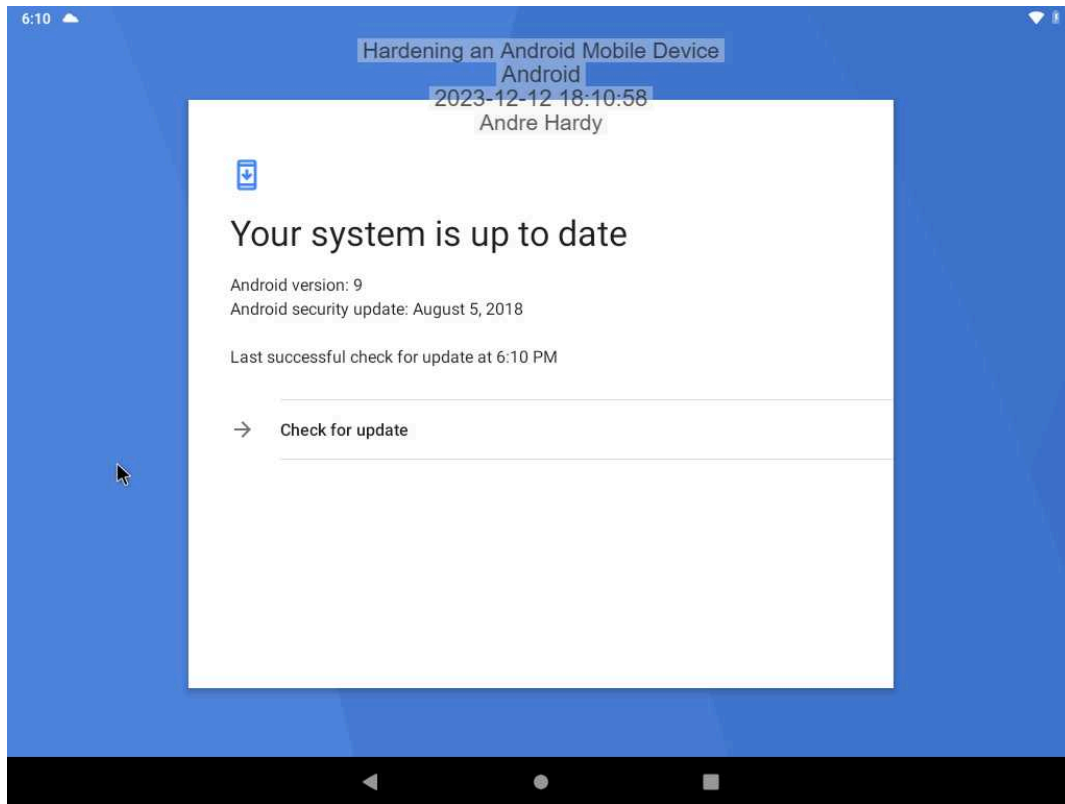 6:10
Hardening an Android Mobile Device
Android
2023-12-12 18:10:58
Andre Hardy
Your system is up to date
Android version: 9
Android security update: August 5, 2018
Last successful check for update at 6:10 PM
Check for update